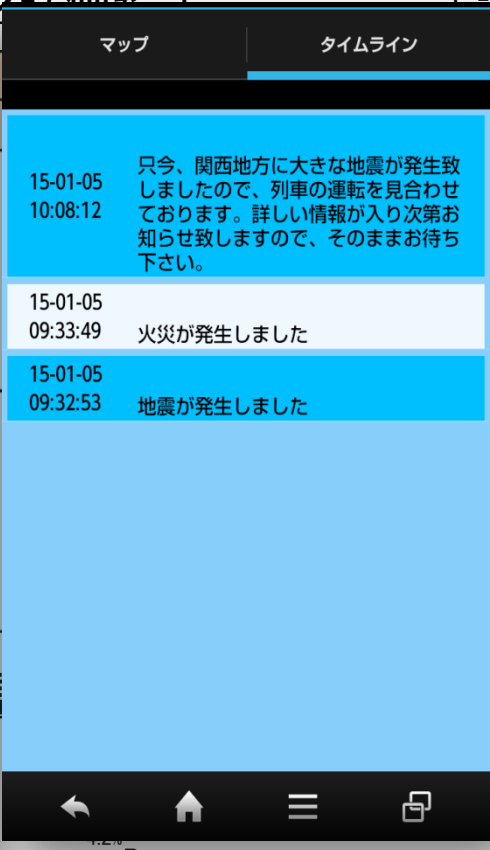 マップ
タイムライン
15-01-05
10:08:12
只今、関西地方に大きな地震が発生致
しましたので、列車の運転を見合わせ
ております。詳しい情報が入り次第お
知らせ致しますので、そのままお待ち
下さい。
15-01-05
09:33:49
火災が発生しました
15-01-05
09:32:53
地震が発生しました